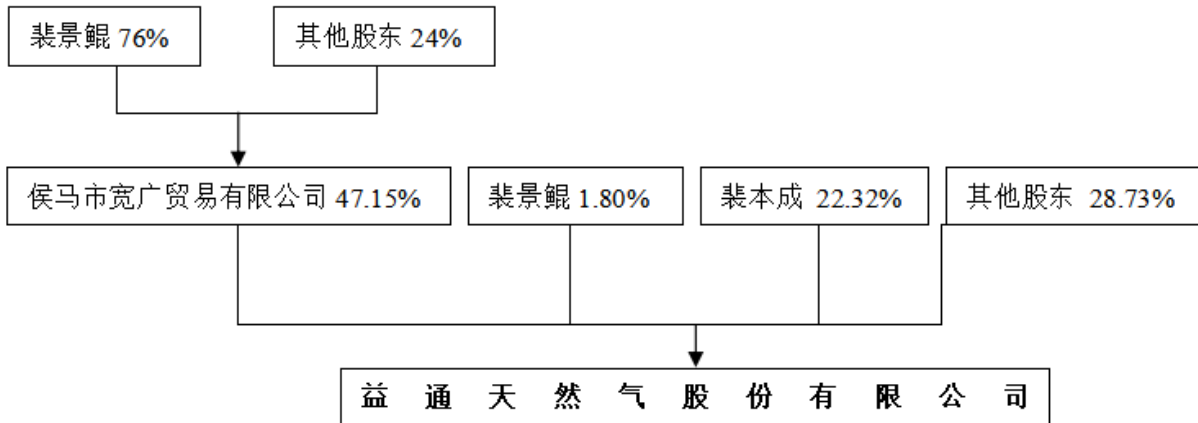 裴景鲲 76%
其他股东 24%
侯马市宽广贸易有限公司 47.15%
裴景鲲 1.80%
裴本成 22.32%
其他股东 28.73%
益通天然气股份有限公司